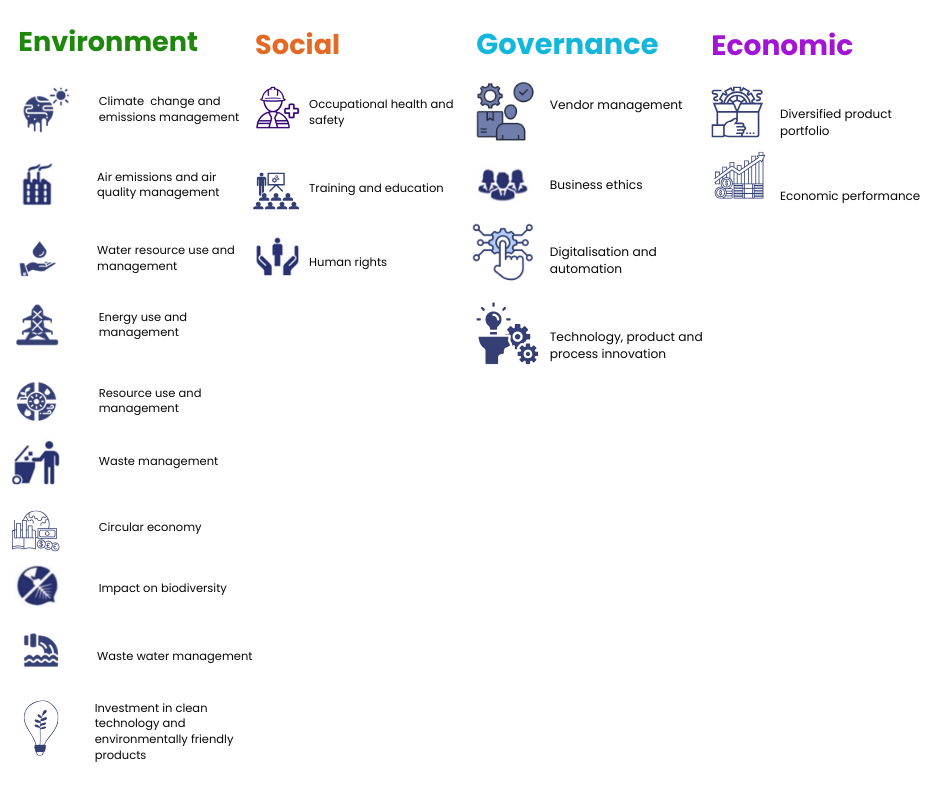 Environment
Climate change and
emissions management
Air emissions and air
quality management
Water resource use and
management
Energy use and
management
Resource use and
management
Waste management
Circular economy
Impact on biodiversity
Waste water management
Investment in clean
technology and
environmentally friendly
products
Social
Occupational health and
safety
Training and education
Human rights
Governance
Vendor management
Business ethics
Digitalisation and
automation
Technology, product and
process innovation
Economic
Diversified product
portfolio
Economic performance